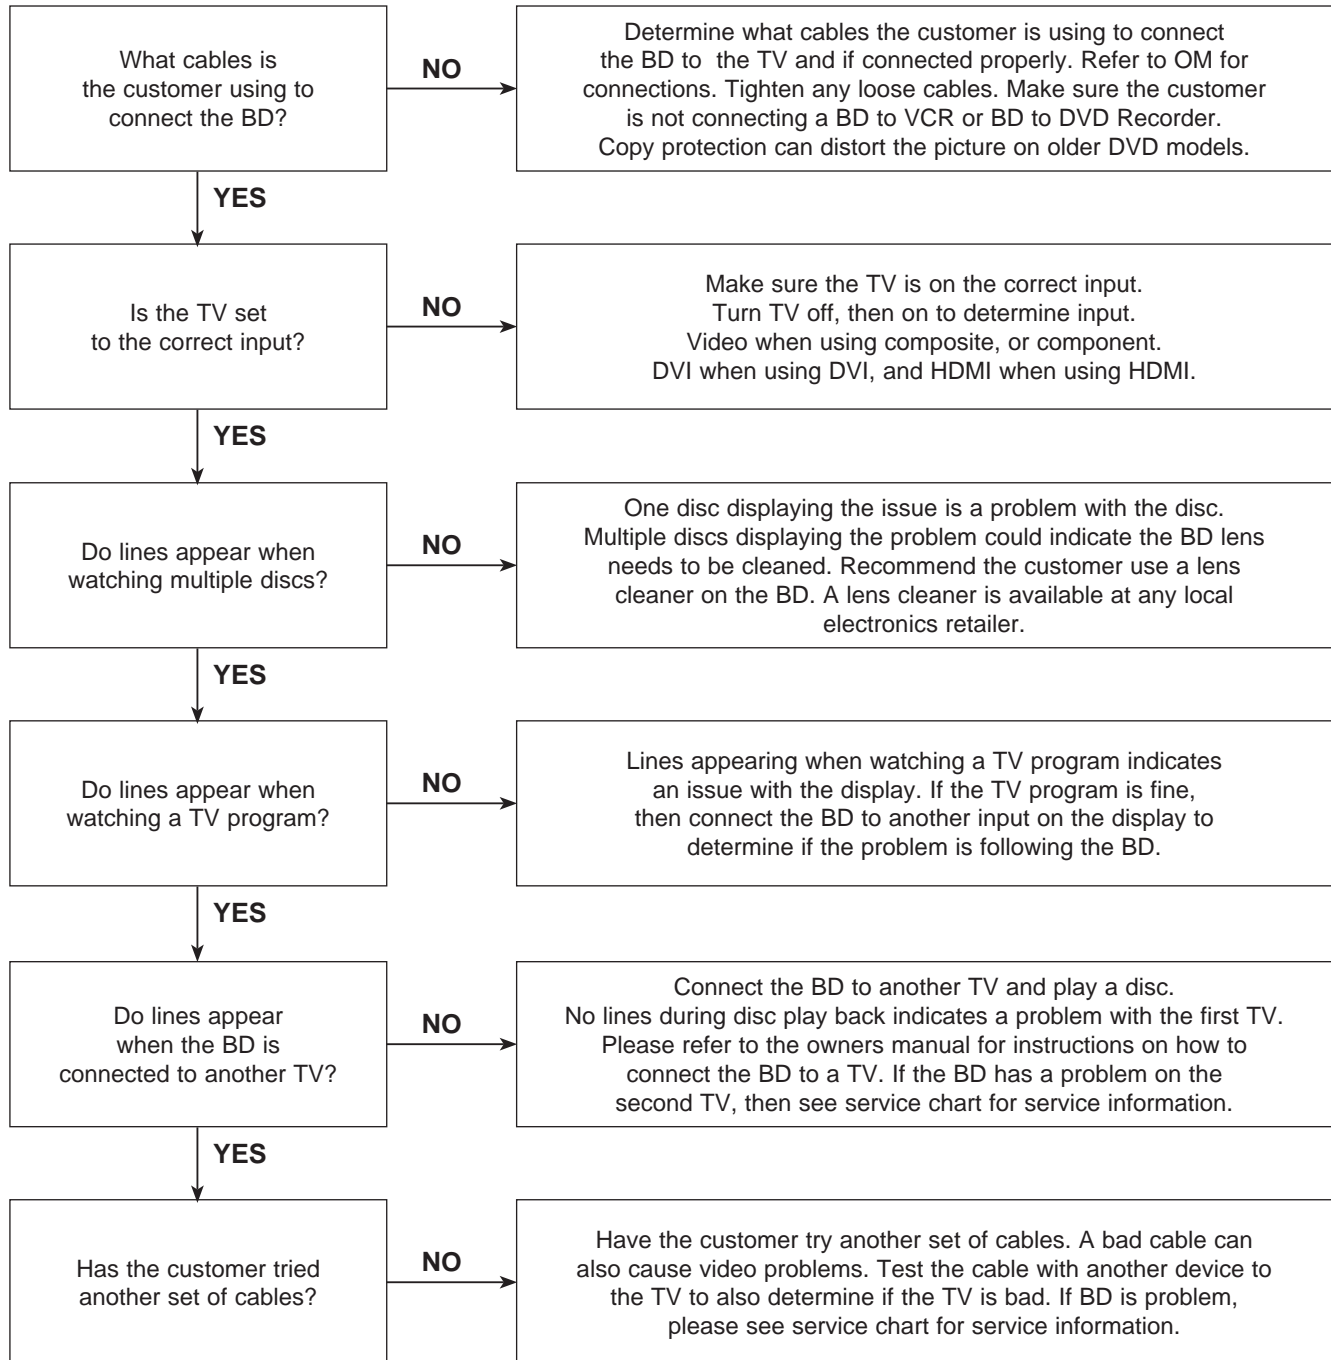 What cables is
the customer using to
connect the BD?
NO
Determine what cables the customer is using to connect
the BD to the TV and if connected properly. Refer to OM for
connections. Tighten any loose cables. Make sure the customer
is not connecting a BD to VCR or BD to DVD Recorder.
Copy protection can distort the picture on older DVD models.
YES
Is the TV set
to the correct input?
NO
Make sure the TV is on the correct input.
Turn TV off, then on to determine input.
Video when using composite, or component.
DVI when using DVI, and HDMI when using HDMI.
YES
Do lines appear when
watching multiple discs?
NO
One disc displaying the issue is a problem with the disc.
Multiple discs displaying the problem could indicate the BD lens
needs to be cleaned. Recommend the customer use a lens
cleaner on the BD. A lens cleaner is available at any local
electronics retailer.
YES
Do lines appear when
watching a TV program?
NO
Lines appearing when watching a TV program indicates
an issue with the display. If the TV program is fine,
then connect the BD to another input on the display to
determine if the problem is following the BD.
YES
Do lines appear
when the BD is
connected to another TV?
NO
Connect the BD to another TV and play a disc.
No lines during disc play back indicates a problem with the first TV.
Please refer to the owners manual for instructions on how to
connect the BD to a TV. If the BD has a problem on the
second TV, then see service chart for service information.
YES
Has the customer tried
another set of cables?
NO
Have the customer try another set of cables. A bad cable can
also cause video problems. Test the cable with another device to
the TV to also determine if the TV is bad. If BD is problem,
please see service chart for service information.